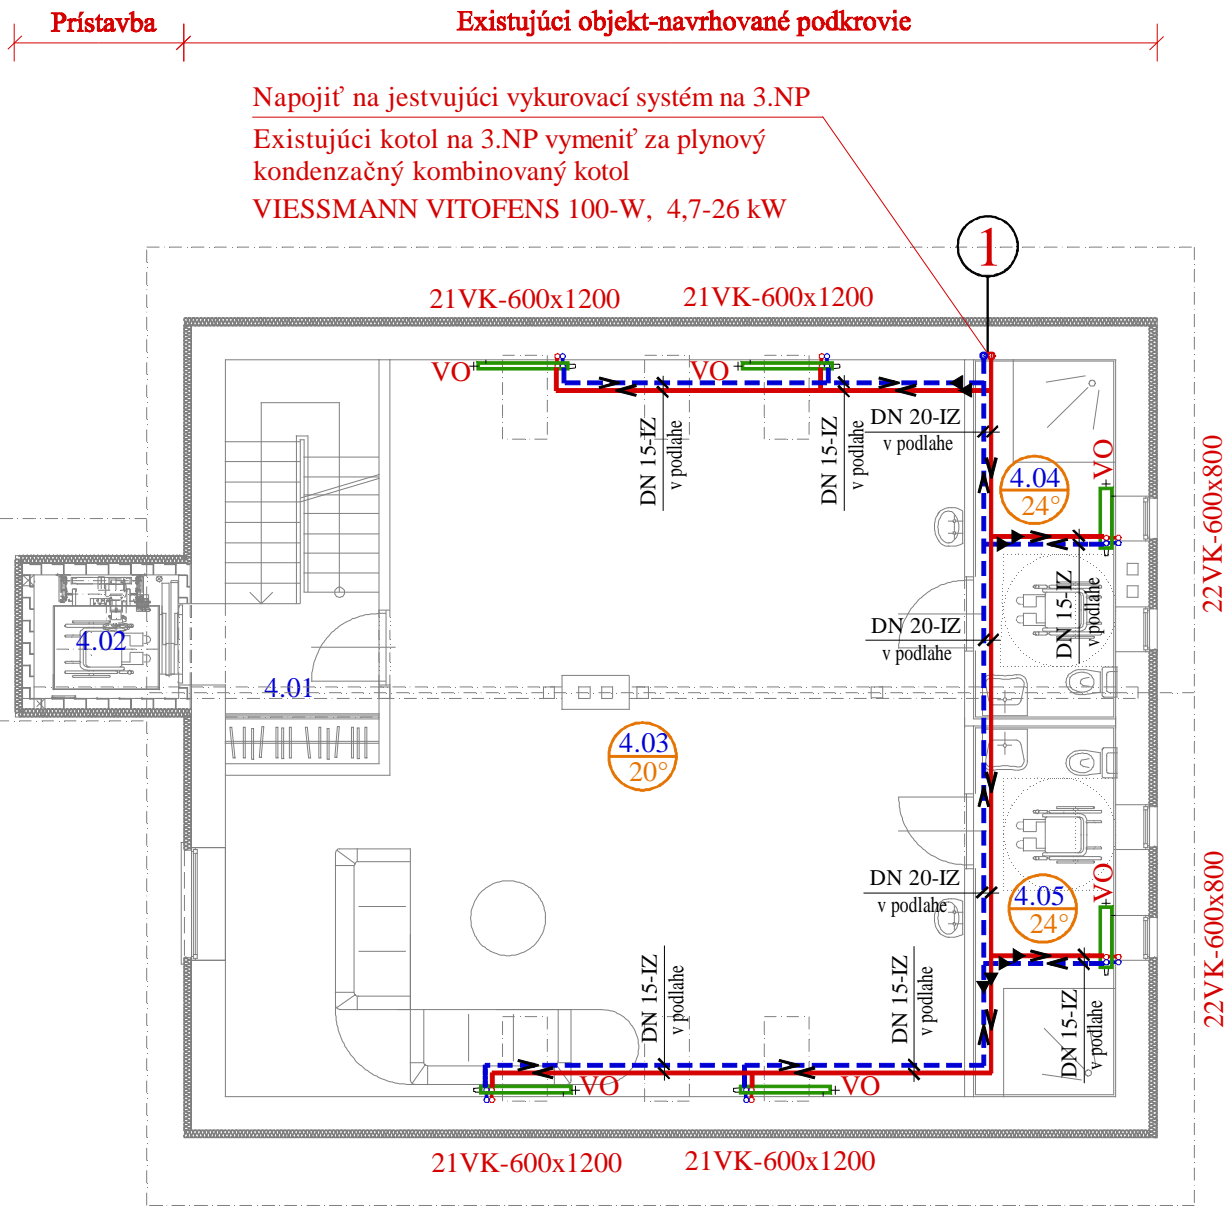 Prístavba
Existujúci objekt-navrhované podkrovie
Napojiť na jestvujúci vykurovací systém na 3.NP
Existujúci kotol na 3.NP vymeniť za plynový
kondenzačný kombinovaný kotol
VIESSMANN VITOFENS 100-W, 4,7-26 kW
1
21VK-600x1200
21VK-600x1200
VO
VO
DN 15-IZ
v podlahe
DN 15-IZ
v podlahe
DN 20-IZ
v podlahe
4.04
24°
VO
22VK-600x800
DN 15-IZ
v podlahe
DN 20-IZ
v podlahe
4.02
4.01
4.03
20°
DN 20-IZ
v podlahe
4.05
24°
VO
22VK-600x800
DN 15-IZ
v podlahe
DN 15-IZ
v podlahe
DN 15-IZ
v podlahe
VO
VO
21VK-600x1200
21VK-600x1200